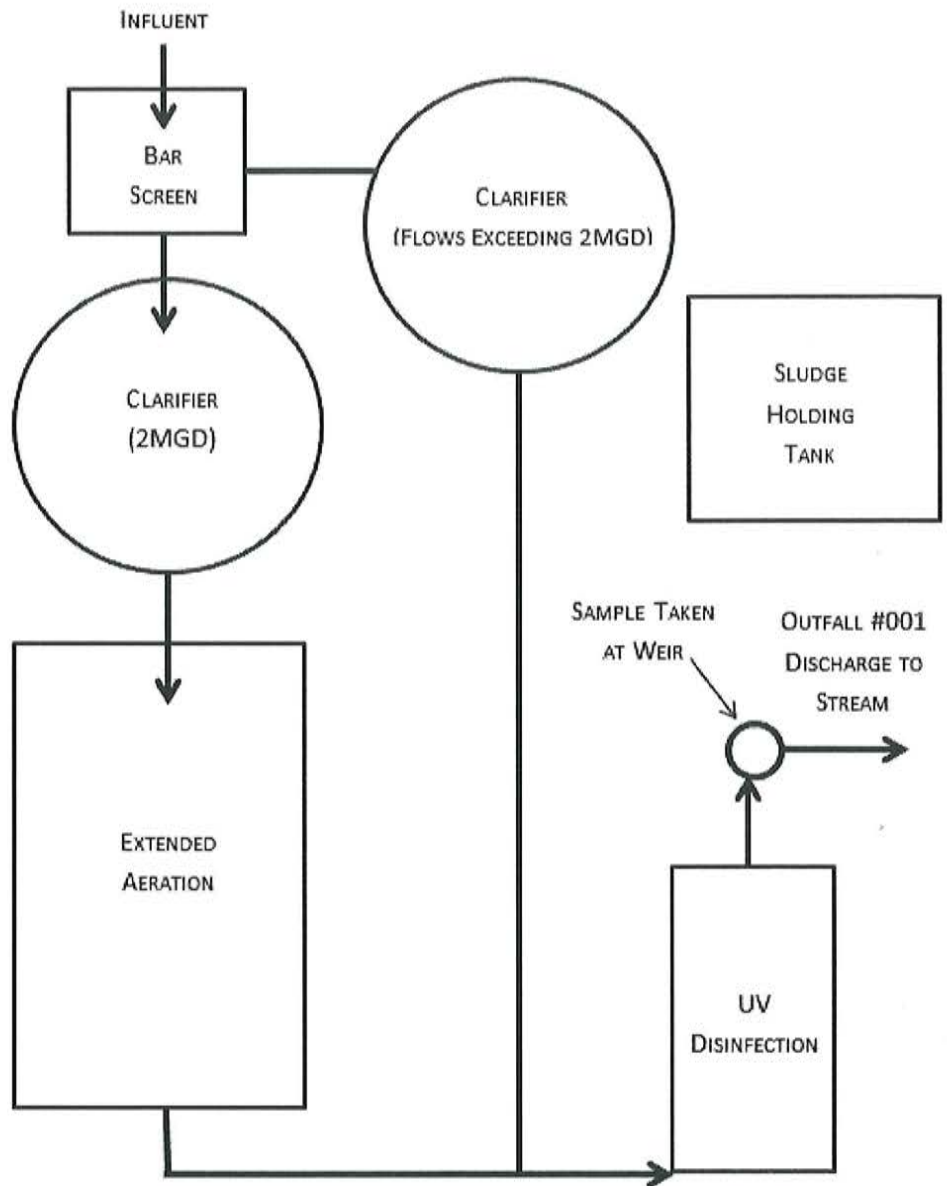 INFLUENT
BAR
SCREEN
CLARIFIER
(FLOWS EXCEEDING 2MGD)
CLARIFIER
(2MGD)
SLUDGE
HOLDING
TANK
SAMPLE TAKEN
AT WEIR
OUTFALL #001
DISCHARGE TO
STREAM
EXTENDED
AERATION
UV
DISINFECTION